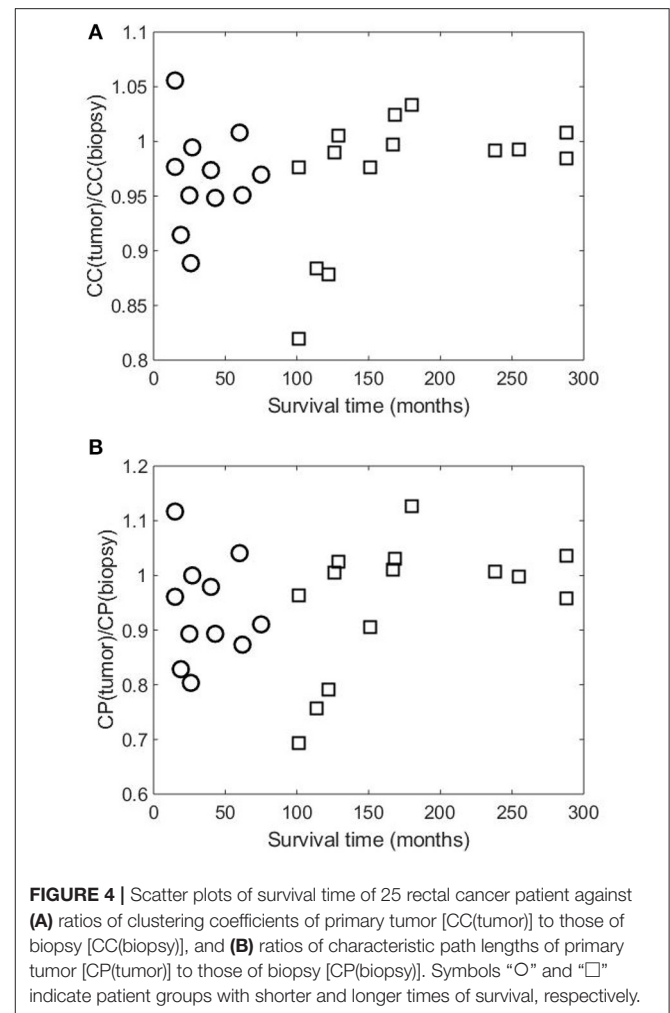 A
1.1
1.05
1
0.95
0.9
0.85
0.8
CC(tumor)/CC(biopsy)
0 50 100 150 200 250 300
Survival time (months)
B
1.2
1.1
1
0.9
0.8
0.7
0.6
CP(tumor)/CP(biopsy)
0 50 100 150 200 250 300
Survival time (months)
FIGURE 4 | Scatter plots of survival time of 25 rectal cancer patient against
(A) ratios of clustering coefficients of primary tumor [CC(tumor)] to those of
biopsy [CC(biopsy)], and (B) ratios of characteristic path lengths of primary
tumor [CP(tumor)] to those of biopsy [CP(biopsy)]. Symbols “○” and “□”
indicate patient groups with shorter and longer times of survival, respectively.